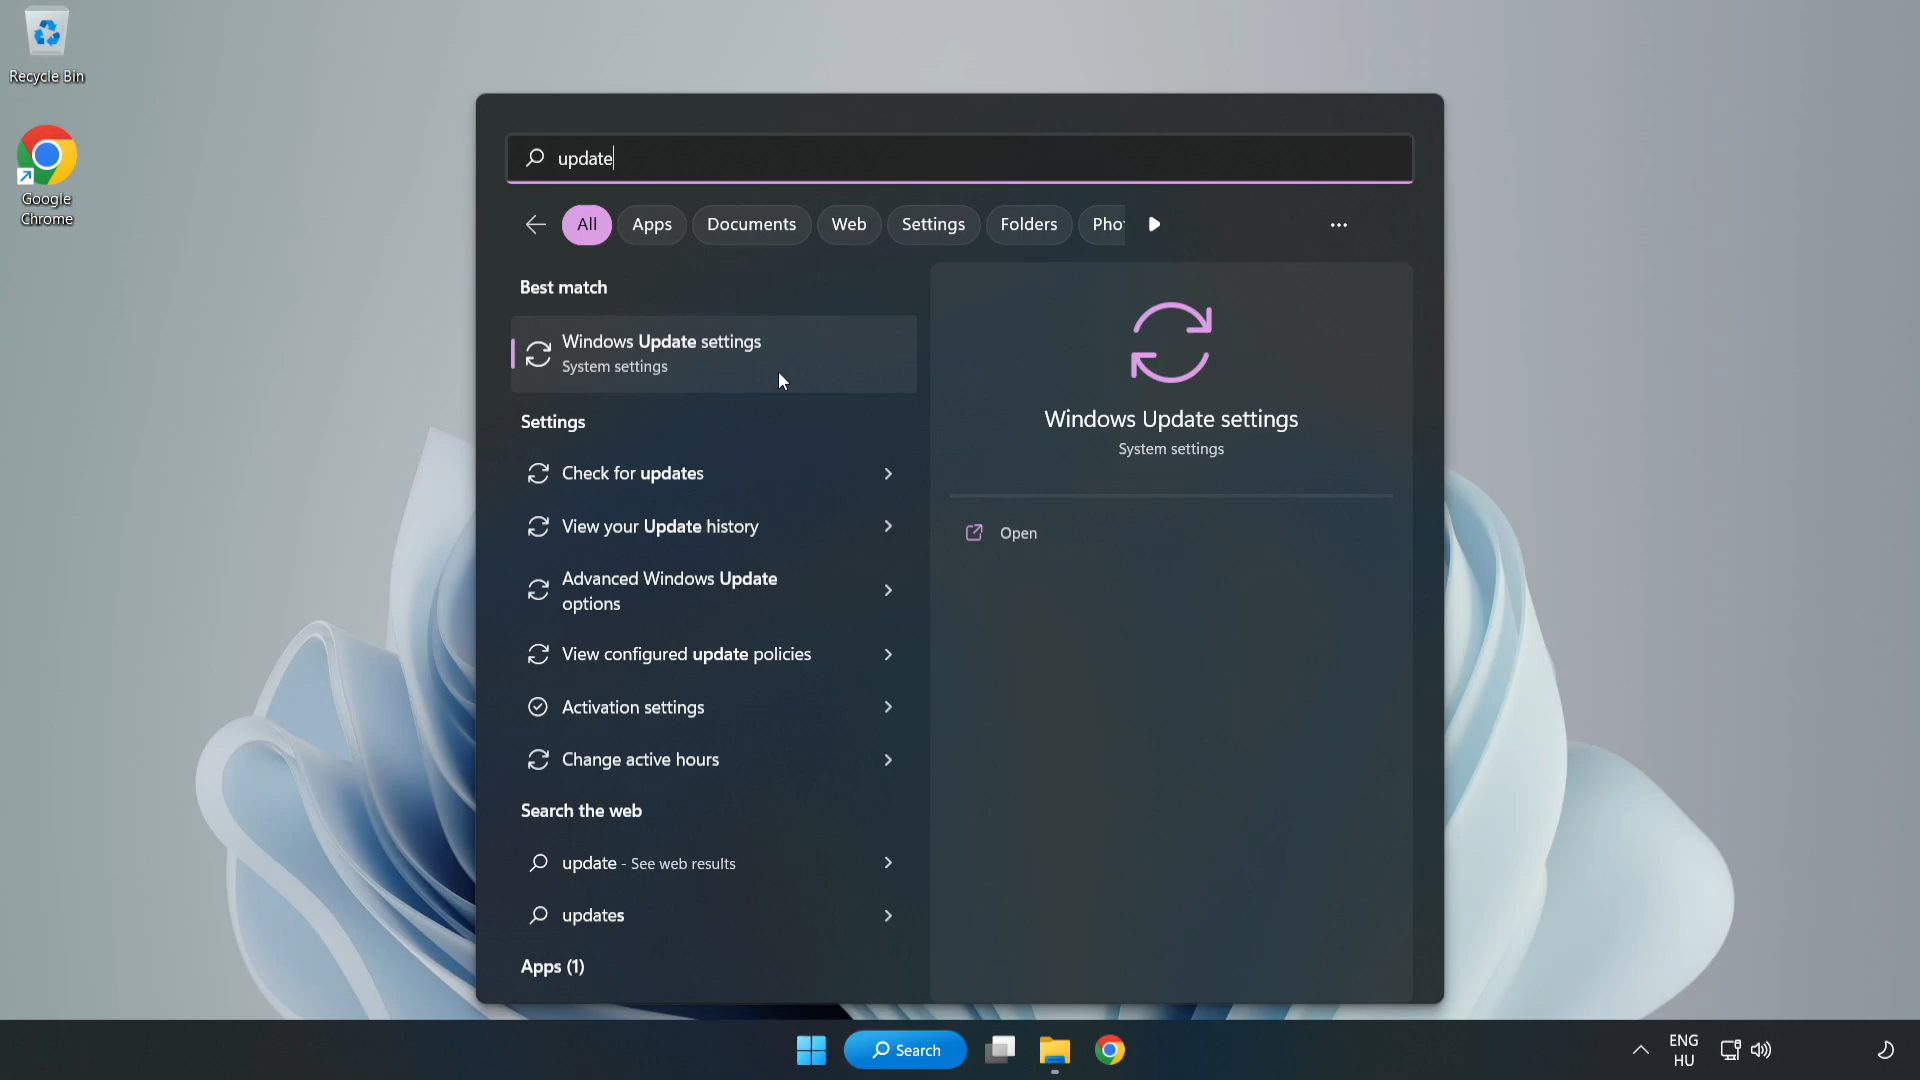 Recycle Bin
Google
Chrome
update
All
Apps
Documents
Web
Settings
Folders
Pho
Best match
Windows Update settings
System settings
Settings
Check for updates
View your Update history
Advanced Windows Update
options
View configured update policies
Activation settings
Change active hours
Search the web
update - See web results
updates
Apps (1)
Windows Update settings
System settings
Open
Search
ENG
HU